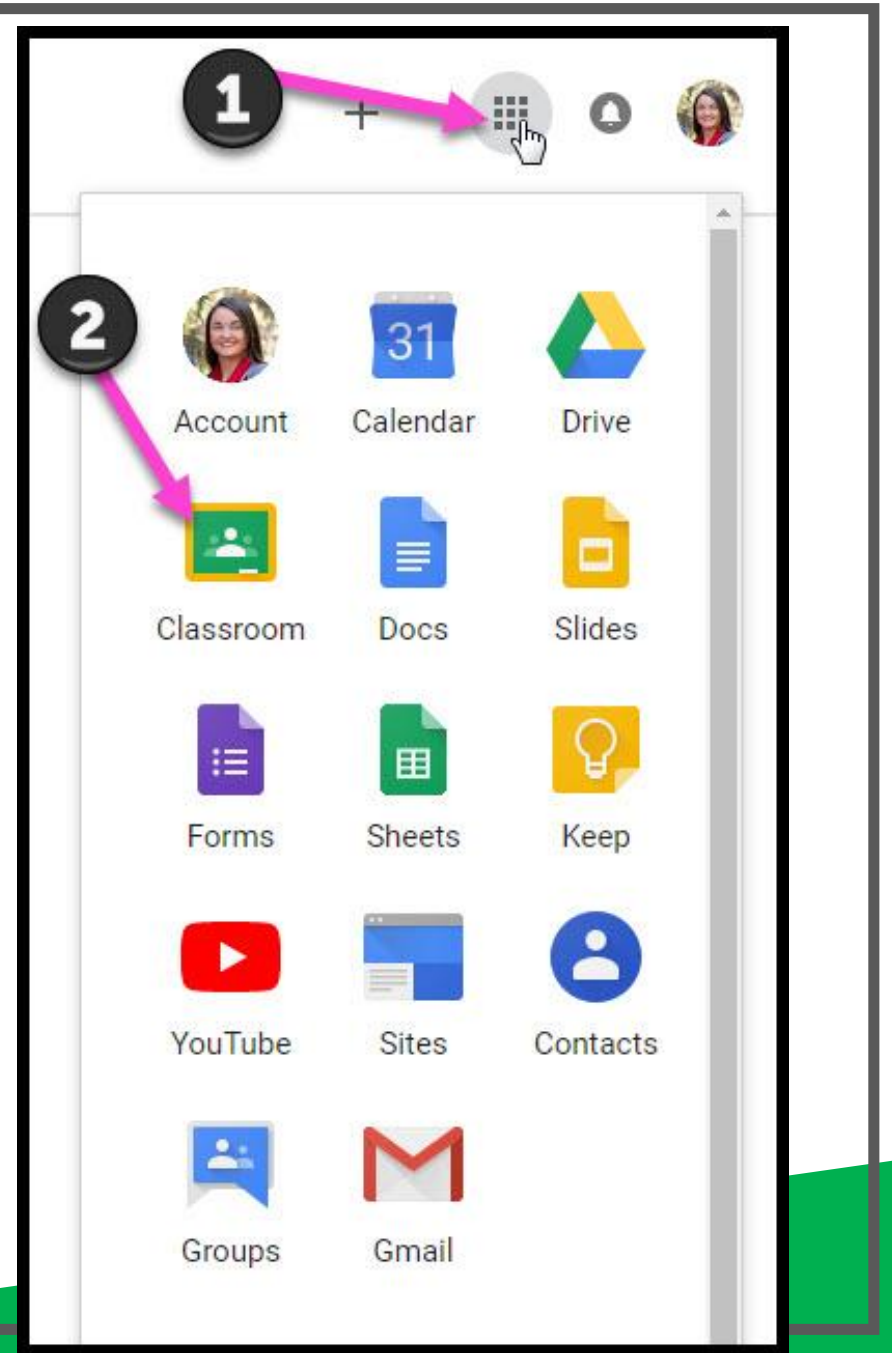 1
2
31
Account Calendar Drive
Classroom Docs Slides
Forms Sheets Keep
YouTube Sites Contacts
Groups Gmail